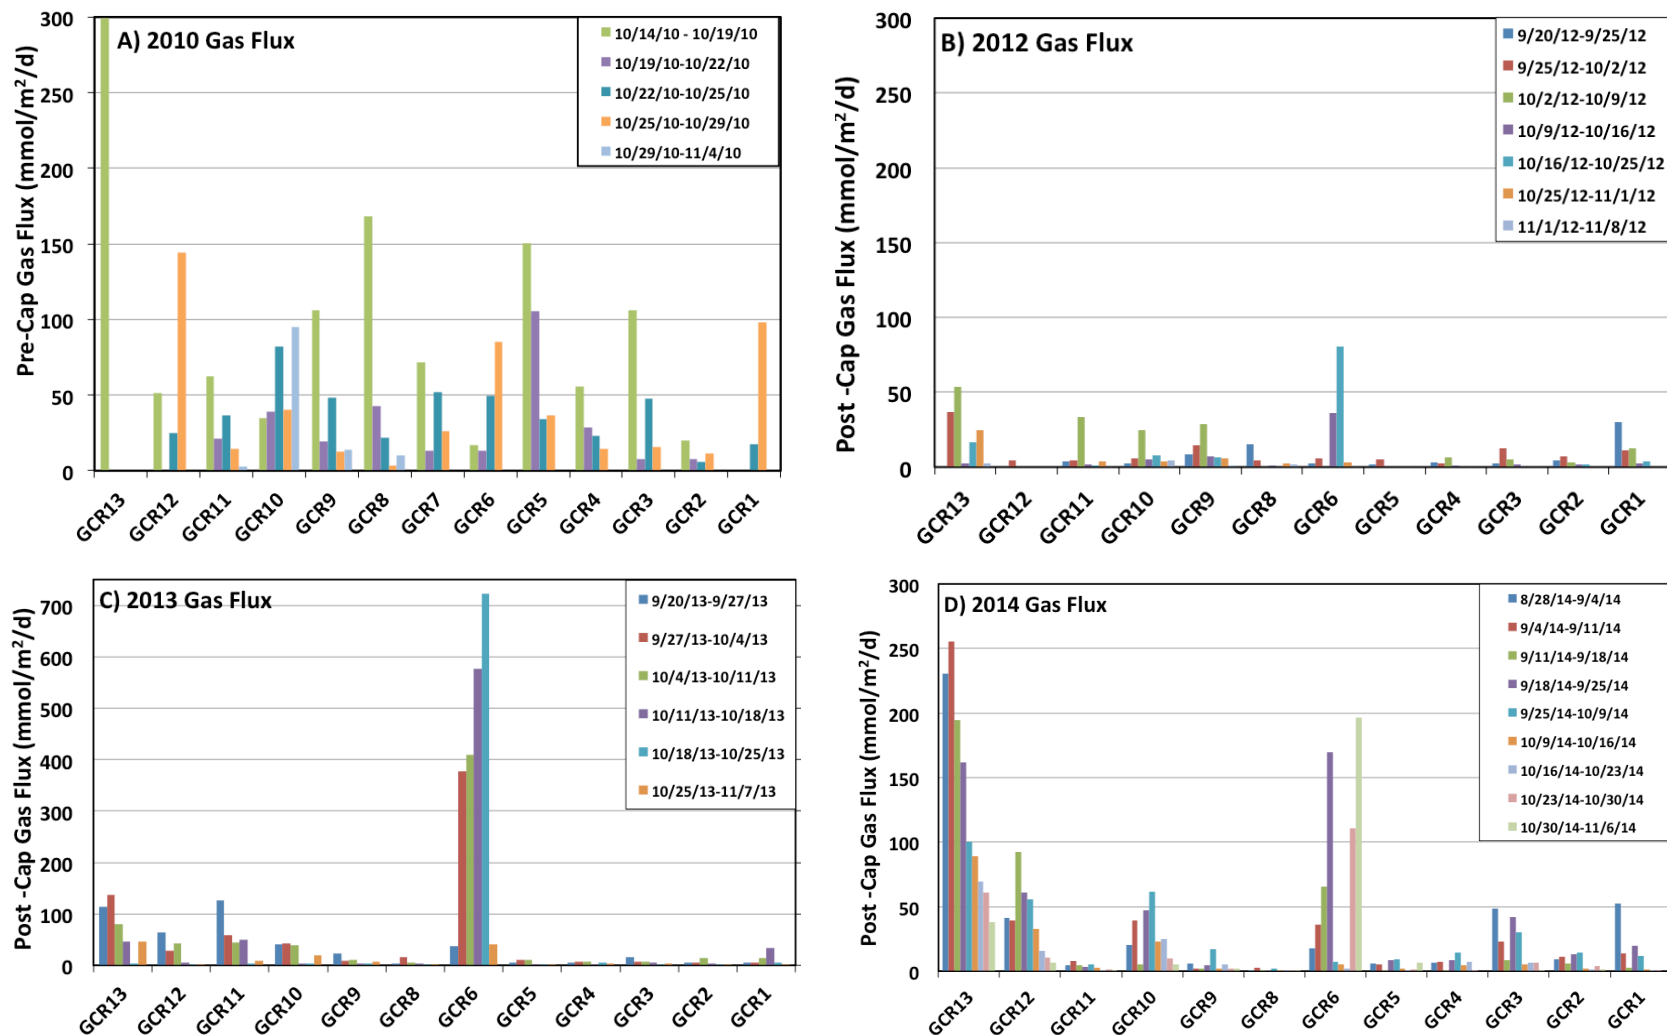 A) 2010 Gas Flux
Pre-Cap Gas Flux (mmol/m²/d)
300
250
200
150
100
50
0
10/14/10 - 10/19/10
10/19/10-10/22/10
10/22/10-10/25/10
10/25/10-10/29/10
10/29/10-11/4/10
GCR13
GCR12
GCR11
GCR10
GCR9
GCR8
GCR7
GCR6
GCR5
GCR4
GCR3
GCR2
GCR1
B) 2012 Gas Flux
Post -Cap Gas Flux (mmol/m²/d)
300
250
200
150
100
50
0
9/20/12-9/25/12
9/25/12-10/2/12
10/2/12-10/9/12
10/9/12-10/16/12
10/16/12-10/25/12
10/25/12-11/1/12
11/1/12-11/8/12
GCR13
GCR12
GCR11
GCR10
GCR9
GCR8
GCR6
GCR5
GCR4
GCR3
GCR2
GCR1
C) 2013 Gas Flux
Post -Cap Gas Flux (mmol/m²/d)
700
600
500
400
300
200
100
0
9/20/13-9/27/13
9/27/13-10/4/13
10/4/13-10/11/13
10/11/13-10/18/13
10/18/13-10/25/13
10/25/13-11/7/13
GCR13
GCR12
GCR11
GCR10
GCR9
GCR8
GCR6
GCR5
GCR4
GCR3
GCR2
GCR1
D) 2014 Gas Flux
Post -Cap Gas Flux (mmol/m²/d)
300
250
200
150
100
50
0
8/28/14-9/4/14
9/4/14-9/11/14
9/11/14-9/18/14
9/18/14-9/25/14
9/25/14-10/9/14
10/9/14-10/16/14
10/16/14-10/23/14
10/23/14-10/30/14
10/30/14-11/6/14
GCR13
GCR12
GCR11
GCR10
GCR9
GCR8
GCR6
GCR5
GCR4
GCR3
GCR2
GCR1